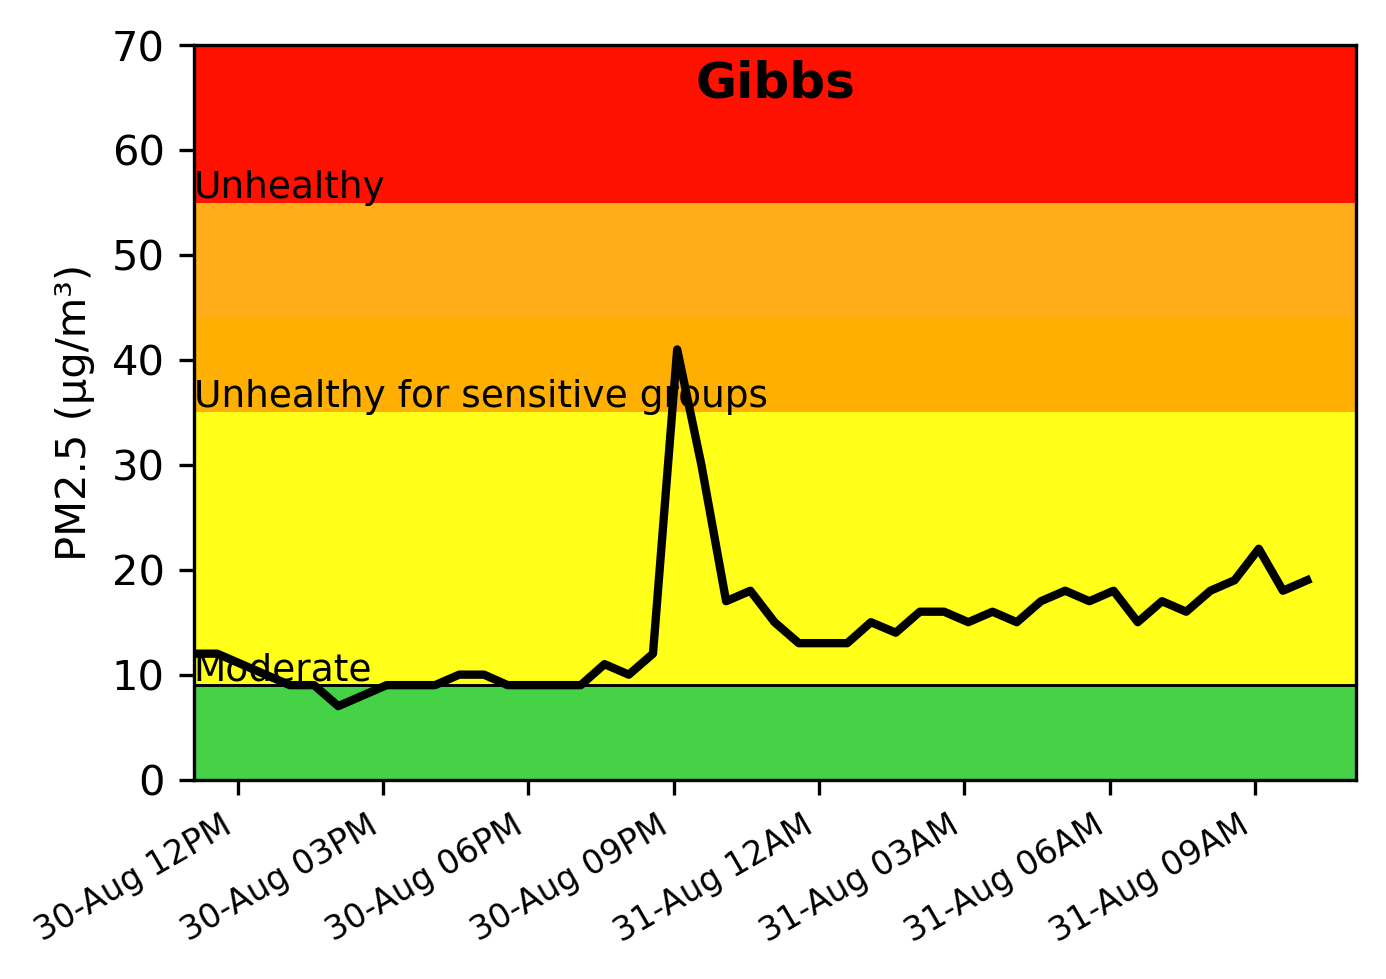 Gibbs
PM2.5 (µg/m³)
70
60
50
40
30
20
10
0
Unhealthy
Unhealthy for sensitive groups
Moderate
30-Aug 12PM
30-Aug 03PM
30-Aug 06PM
30-Aug 09PM
31-Aug 12AM
31-Aug 03AM
31-Aug 06AM
31-Aug 09AM